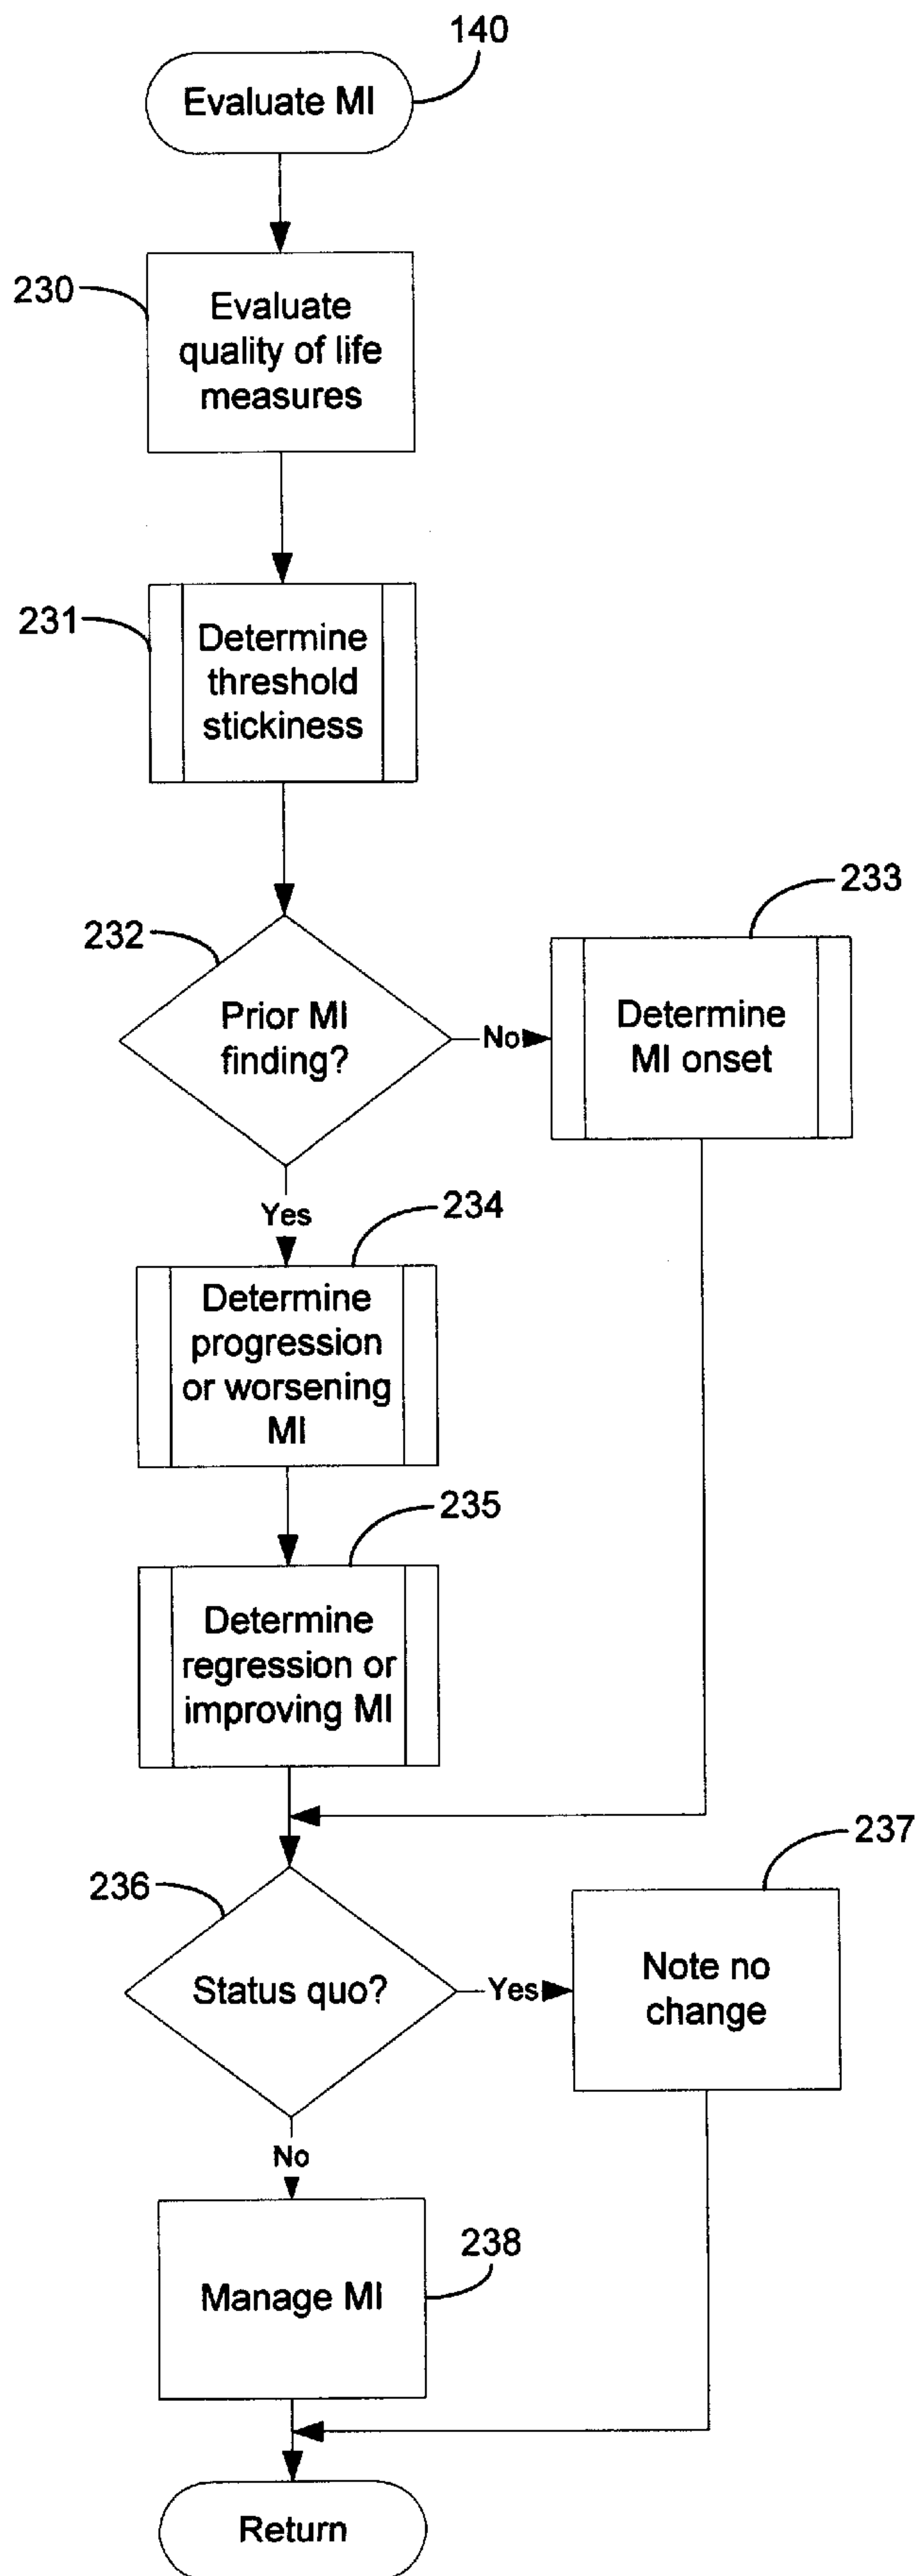 140
Evaluate MI
230
Evaluate
quality of life
measures
231
Determine
threshold
stickiness
232
Prior MI
finding?
No
233
Determine
MI onset
Yes
234
Determine
progression
or worsening
MI
235
Determine
regression or
improving MI
236
Status quo?
Yes
237
Note no
change
No
238
Manage MI
Return